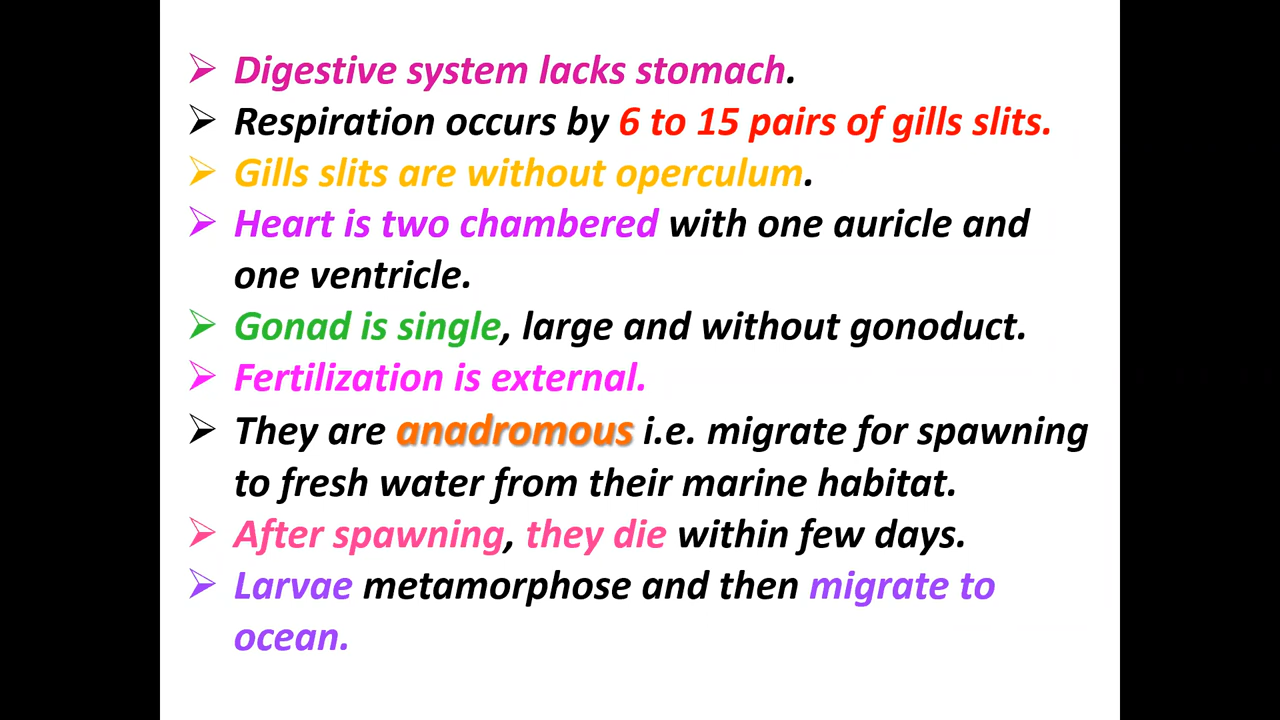 ➢ Digestive system lacks stomach.
➢ Respiration occurs by 6 to 15 pairs of gills slits.
➢ Gills slits are without operculum.
➢ Heart is two chambered with one auricle and
one ventricle.
➢ Gonad is single, large and without gonoduct.
➢ Fertilization is external.
➢ They are anadromous i.e. migrate for spawning
to fresh water from their marine habitat.
➢ After spawning, they die within few days.
➢ Larvae metamorphose and then migrate to
ocean.